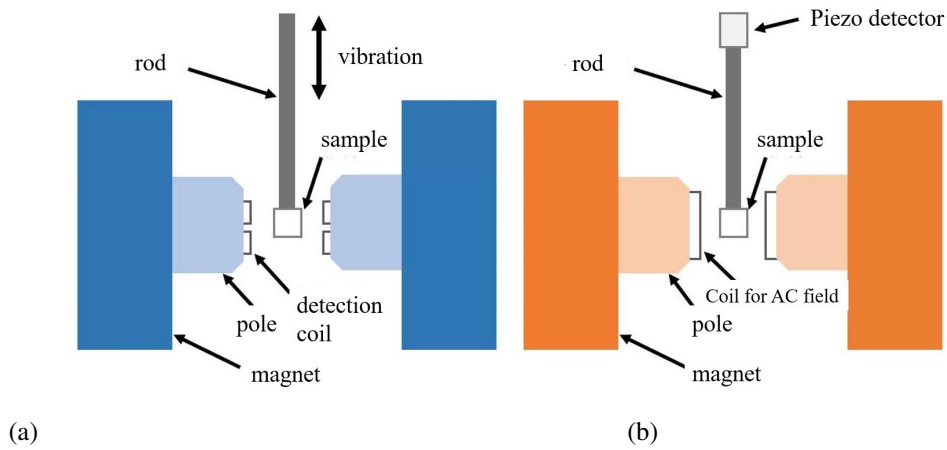 rod
vibration
sample
detection
coil
pole
magnet
(a)
Piezo detector
rod
sample
Coil for AC field
pole
magnet
(b)